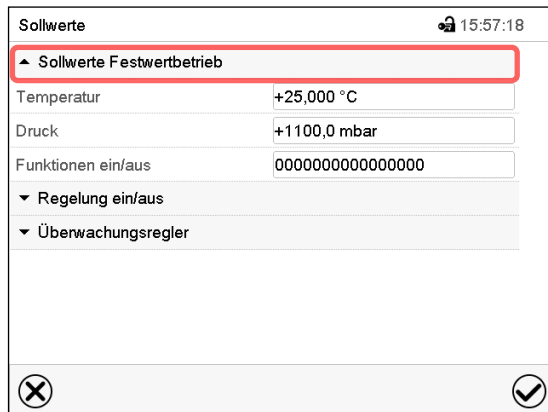 Sollwerte 15:57:18
Sollwerte Festwertbetrieb
Temperatur +25,000 °C
Druck +1100,0 mbar
Funktionen ein/aus 0000000000000000
Regelung ein/aus
Überwachungsregler